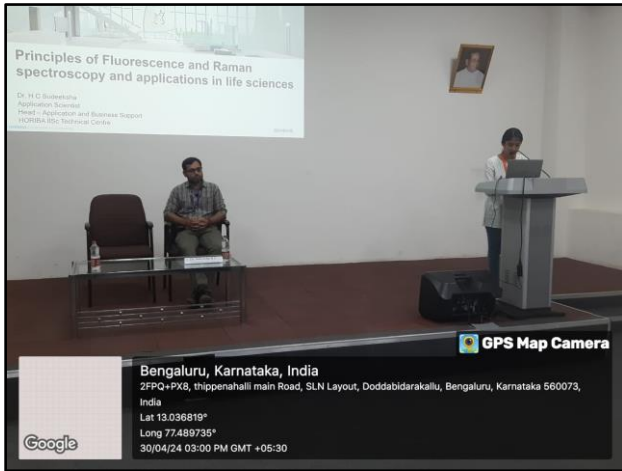 Principles of Fluorescence and Raman
spectroscopy and applications in life sciences
Dr. H C Sudeeksha
Application Scientist
Head – Application and Business Support
HORIBA IISc Technical Centre
GPS Map Camera
Bengaluru, Karnataka, India
2FPQ+PX8, thippenahalli main Road, SLN Layout, Doddabidarakallu, Bengaluru, Karnataka 560073,
India
Lat 13.036819°
Long 77.489735°
30/04/24 03:00 PM GMT +05:30
Google